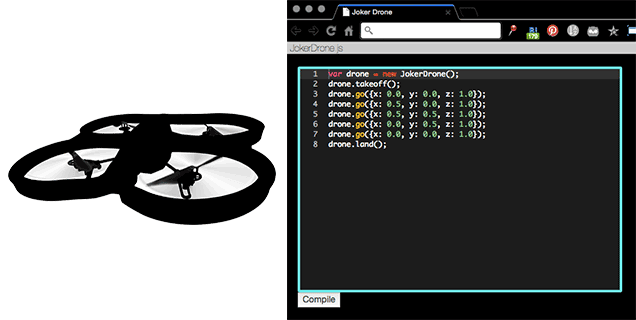 Joker Drone
179
JokerDrone.js
1 var drone = new JokerDrone();
2 drone.takeoff();
3 drone.go({x: 0.0, y: 0.0, z: 1.0});
4 drone.go({x: 0.5, y: 0.0, z: 1.0});
5 drone.go({x: 0.5, y: 0.5, z: 1.0});
6 drone.go({x: 0.0, y: 0.5, z: 1.0});
7 drone.go({x: 0.0, y: 0.0, z: 1.0});
8 drone.land();
Compile